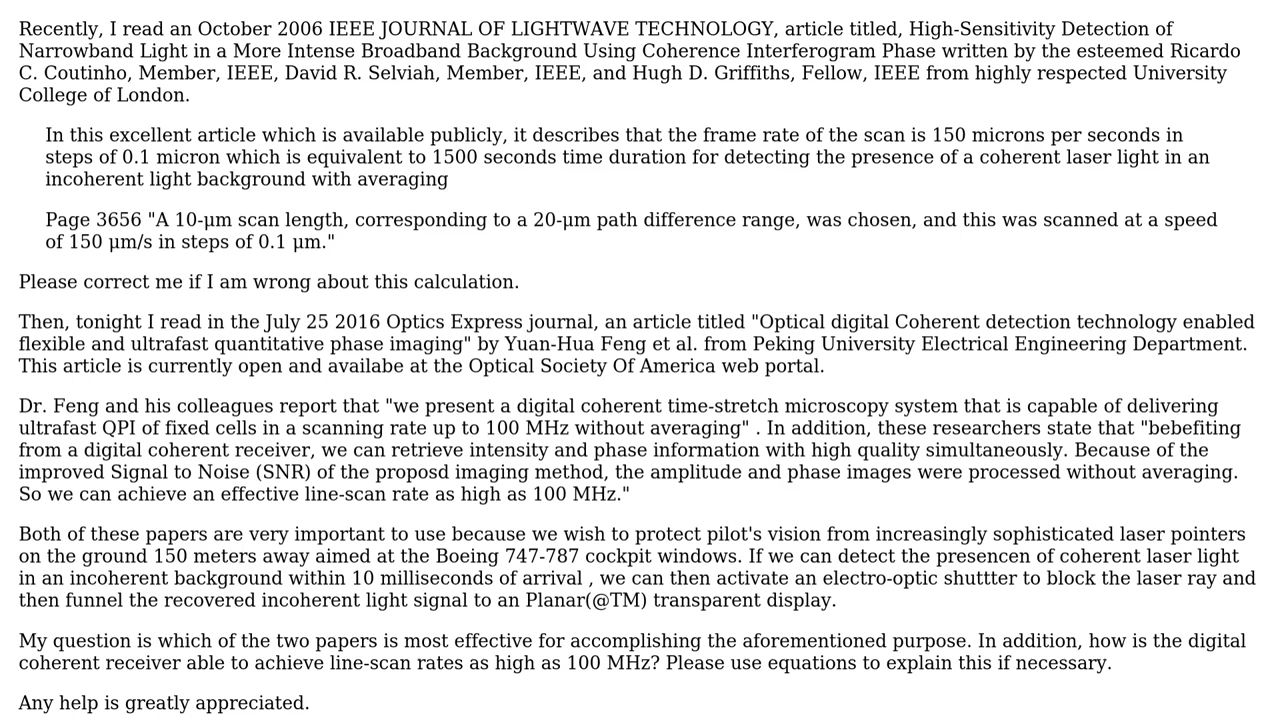 Recently, I read an October 2006 IEEE JOURNAL OF LIGHTWAVE TECHNOLOGY, article titled, High-Sensitivity Detection of
Narrowband Light in a More Intense Broadband Background Using Coherence Interferogram Phase written by the esteemed Ricardo
C. Coutinho, Member, IEEE, David R. Selviah, Member, IEEE, and Hugh D. Griffiths, Fellow, IEEE from highly respected University
College of London.
In this excellent article which is available publicly, it describes that the frame rate of the scan is 150 microns per seconds in
steps of 0.1 micron which is equivalent to 1500 seconds time duration for detecting the presence of a coherent laser light in an
incoherent light background with averaging
Page 3656 "A 10-μm scan length, corresponding to a 20-μm path difference range, was chosen, and this was scanned at a speed
of 150 μm/s in steps of 0.1 μm."
Please correct me if I am wrong about this calculation.
Then, tonight I read in the July 25 2016 Optics Express journal, an article titled "Optical digital Coherent detection technology enabled
flexible and ultrafast quantitative phase imaging" by Yuan-Hua Feng et al. from Peking University Electrical Engineering Department.
This article is currently open and availabe at the Optical Society Of America web portal.
Dr. Feng and his colleagues report that "we present a digital coherent time-stretch microscopy system that is capable of delivering
ultrafast QPI of fixed cells in a scanning rate up to 100 MHz without averaging" . In addition, these researchers state that "bebefiting
from a digital coherent receiver, we can retrieve intensity and phase information with high quality simultaneously. Because of the
improved Signal to Noise (SNR) of the proposd imaging method, the amplitude and phase images were processed without averaging.
So we can achieve an effective line-scan rate as high as 100 MHz."
Both of these papers are very important to use because we wish to protect pilot's vision from increasingly sophisticated laser pointers
on the ground 150 meters away aimed at the Boeing 747-787 cockpit windows. If we can detect the presencen of coherent laser light
in an incoherent background within 10 milliseconds of arrival , we can then activate an electro-optic shuttter to block the laser ray and
then funnel the recovered incoherent light signal to an Planar(@TM) transparent display.
My question is which of the two papers is most effective for accomplishing the aforementioned purpose. In addition, how is the digital
coherent receiver able to achieve line-scan rates as high as 100 MHz? Please use equations to explain this if necessary.
Any help is greatly appreciated.